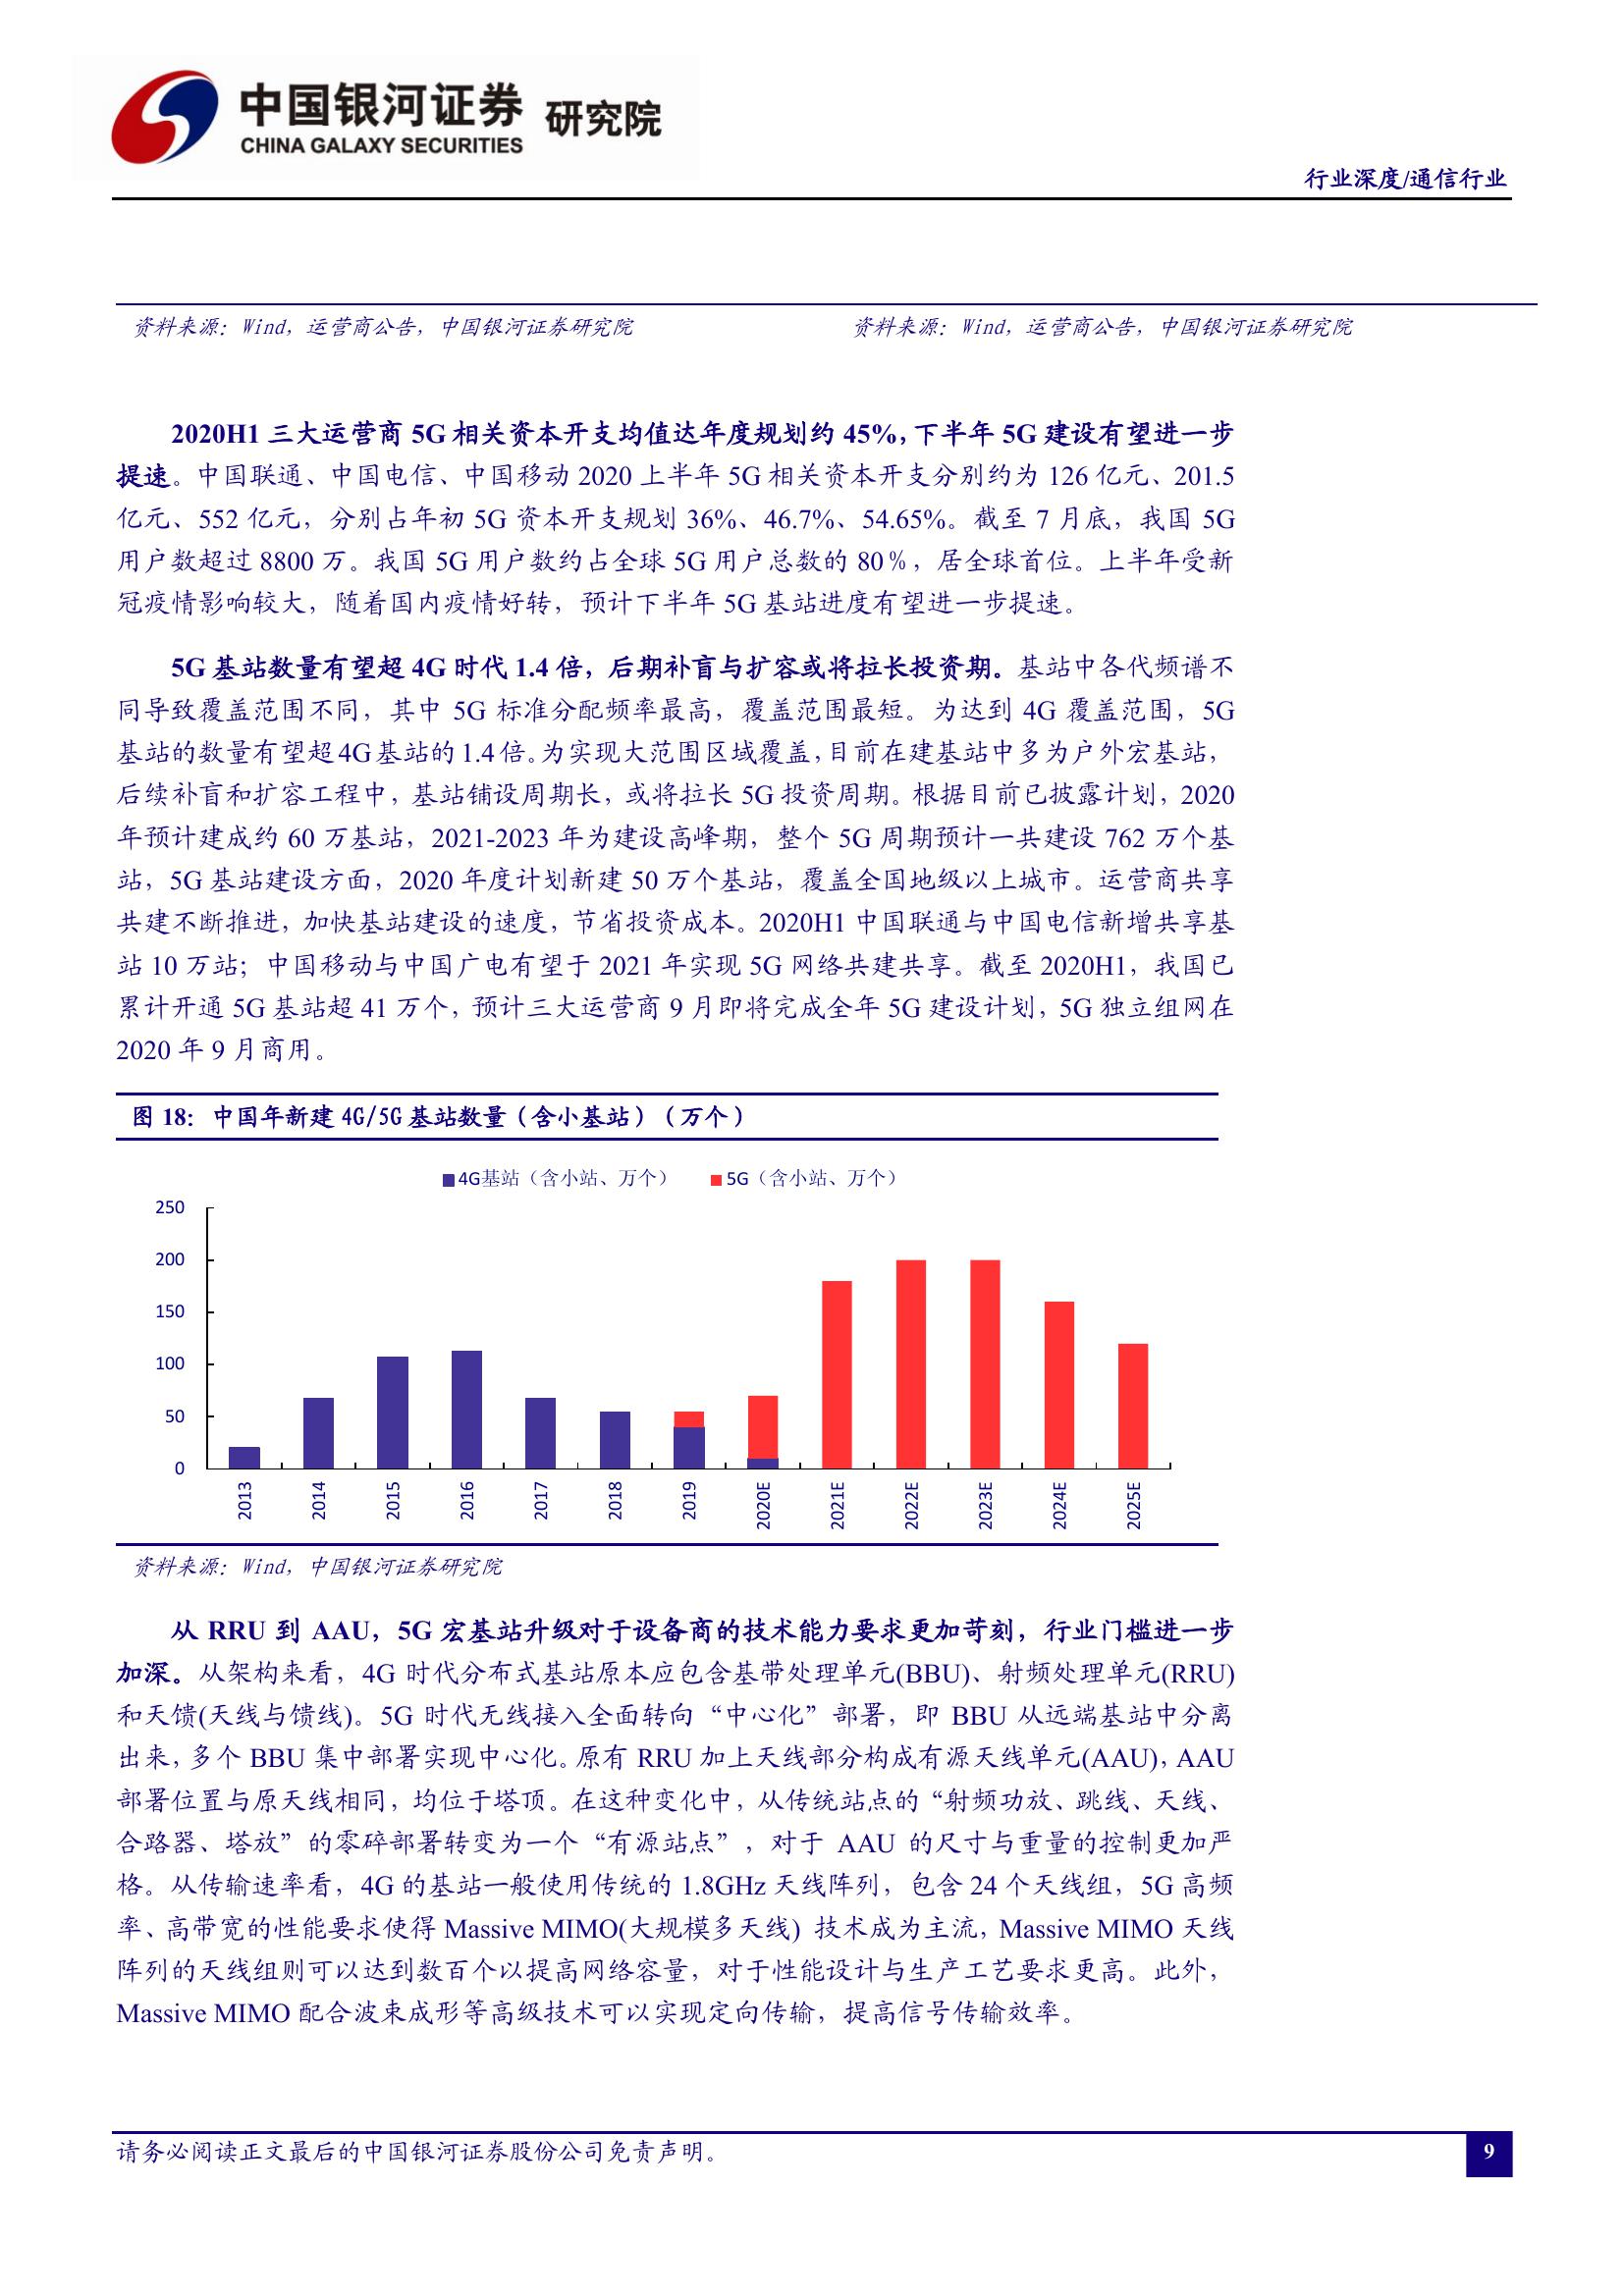 中国银河证券 研究院
CHINA GALAXY SECURITIES
行业深度/通信行业
资料来源：Wind，运营商公告，中国银河证券研究院
资料来源：Wind，运营商公告，中国银河证券研究院
2020H1 三大运营商 5G 相关资本开支均值达年度规划约 45%，下半年 5G 建设有望进一步
提速。中国联通、中国电信、中国移动 2020 上半年 5G 相关资本开支分别约为 126 亿元、201.5
亿元、552 亿元，分别占年初 5G 资本开支规划 36%、46.7%、54.65%。截至 7 月底，我国 5G
用户数超过 8800 万。我国 5G 用户数约占全球 5G 用户总数的 80％，居全球首位。上半年受新
冠疫情影响较大，随着国内疫情好转，预计下半年 5G 基站进度有望进一步提速。
5G 基站数量有望超 4G 时代 1.4 倍，后期补盲与扩容或将拉长投资期。基站中各代频谱不
同导致覆盖范围不同，其中 5G 标准分配频率最高，覆盖范围最短。为达到 4G 覆盖范围，5G
基站的数量有望超 4G 基站的 1.4 倍。为实现大范围区域覆盖，目前在建基站中多为户外宏基站，
后续补盲和扩容工程中，基站铺设周期长，或将拉长 5G 投资周期。根据目前已披露计划，2020
年预计建成约 60 万基站，2021-2023 年为建设高峰期，整个 5G 周期预计一共建设 762 万个基
站，5G 基站建设方面，2020 年度计划新建 50 万个基站，覆盖全国地级以上城市。运营商共享
共建不断推进，加快基站建设的速度，节省投资成本。2020H1 中国联通与中国电信新增共享基
站 10 万站；中国移动与中国广电有望于 2021 年实现 5G 网络共建共享。截至 2020H1，我国已
累计开通 5G 基站超 41 万个，预计三大运营商 9 月即将完成全年 5G 建设计划，5G 独立组网在
2020 年 9 月商用。
图 18：中国年新建 4G/5G 基站数量（含小基站）（万个）
4G基站（含小站、万个） 5G（含小站、万个）
250
200
150
100
50
0
2013 2014 2015 2016 2017 2018 2019 2020E 2021E 2022E 2023E 2024E 2025E
资料来源：Wind，中国银河证券研究院
从 RRU 到 AAU，5G 宏基站升级对于设备商的技术能力要求更加苛刻，行业门槛进一步
加深。从架构来看，4G 时代分布式基站原本应包含基带处理单元(BBU)、射频处理单元(RRU)
和天馈(天线与馈线)。5G 时代无线接入全面转向“中心化”部署，即 BBU 从远端基站中分离
出来，多个 BBU 集中部署实现中心化。原有 RRU 加上天线部分构成有源天线单元(AAU)，AAU
部署位置与原天线相同，均位于塔顶。在这种变化中，从传统站点的“射频功放、跳线、天线、
合路器、塔放”的零碎部署转变为一个“有源站点”，对于 AAU 的尺寸与重量的控制更加严
格。从传输速率看，4G 的基站一般使用传统的 1.8GHz 天线阵列，包含 24 个天线组，5G 高频
率、高带宽的性能要求使得 Massive MIMO(大规模多天线) 技术成为主流，Massive MIMO 天线
阵列的天线组则可以达到数百个以提高网络容量，对于性能设计与生产工艺要求更高。此外，
Massive MIMO 配合波束成形等高级技术可以实现定向传输，提高信号传输效率。
请务必阅读正文最后的中国银河证券股份公司免责声明。
9